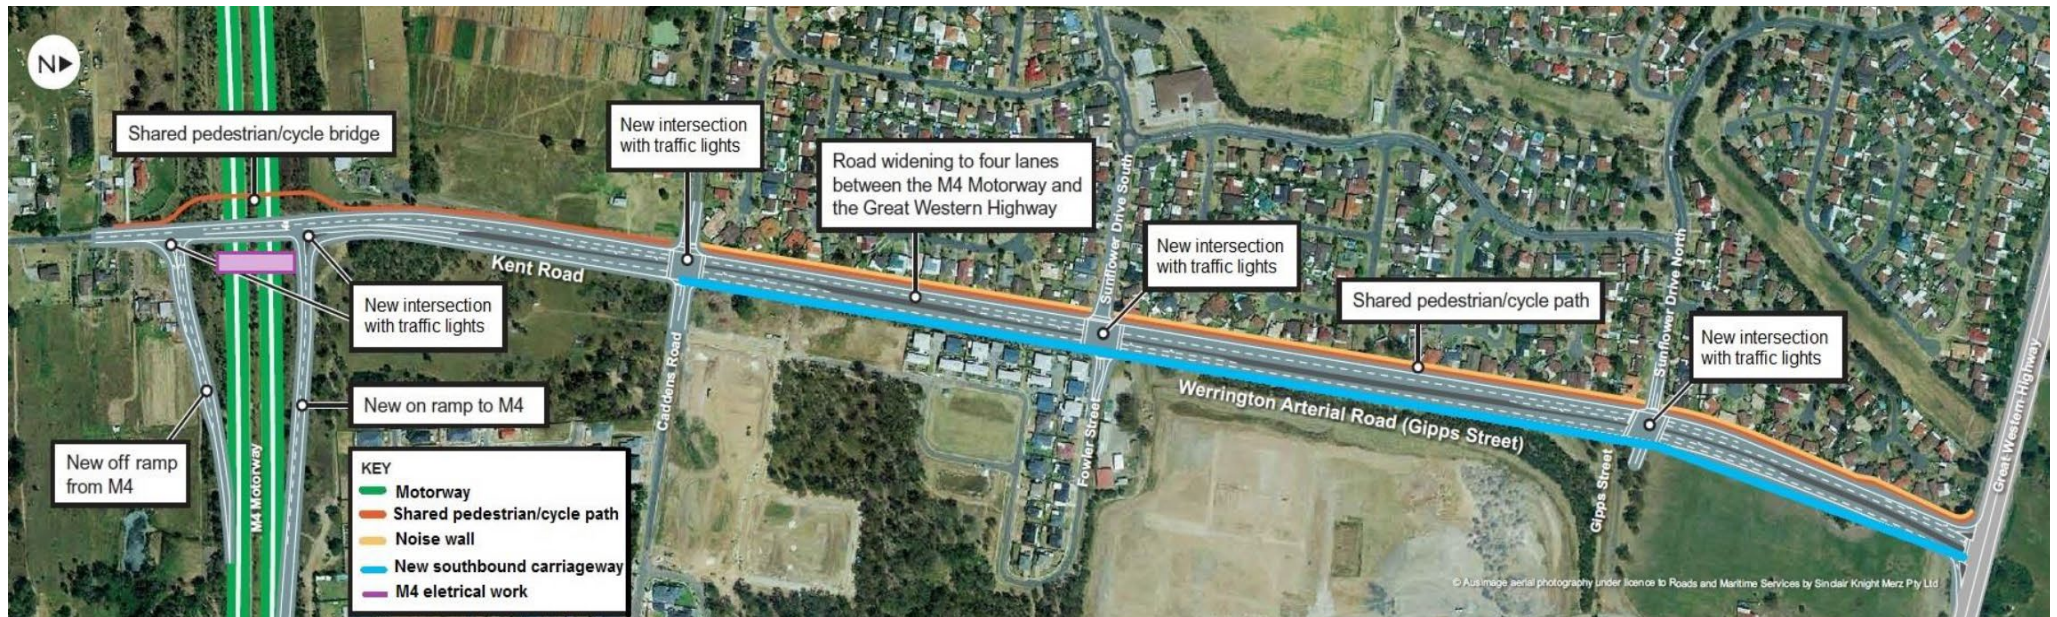 N
Shared pedestrian/cycle bridge
New intersection
with traffic lights
Road widening to four lanes
between the M4 Motorway and
the Great Western Highway
Sunflower Drive South
New intersection
with traffic lights
Shared pedestrian/cycle path
Sunflower Drive North
New intersection
with traffic lights
Great Western Highway
Kent Road
New intersection
with traffic lights
Caddens Road
Fowler Street
Werrington Arterial Road (Gipps Street)
Gipps Street
New off ramp
from M4
M4 Motorway
New on ramp to M4
KEY
Motorway
Shared pedestrian/cycle path
Noise wall
New southbound carriageway
M4 eletrical work
© Ausimage aerial photography under licence to Roads and Maritime Services by Sinclair Knight Merz Pty Ltd